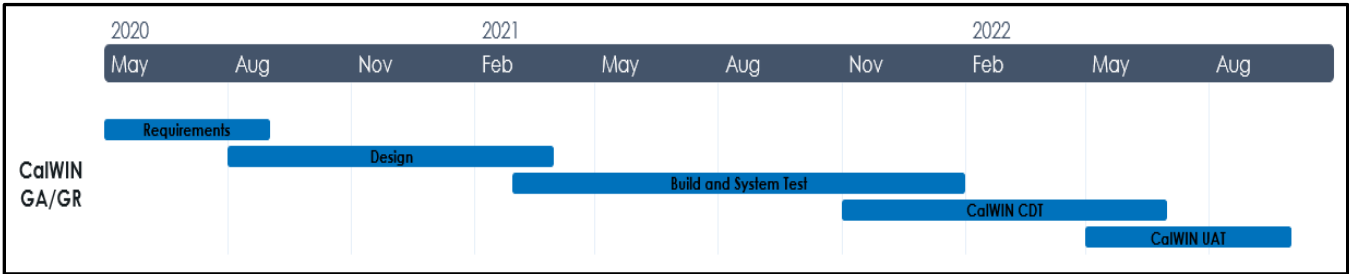 2020 2021 2022
May Aug Nov Feb May Aug Nov Feb May Aug
Requirements
Design
CalWIN
GA/GR
Build and System Test
CalWIN CDT
CalWIN UAT